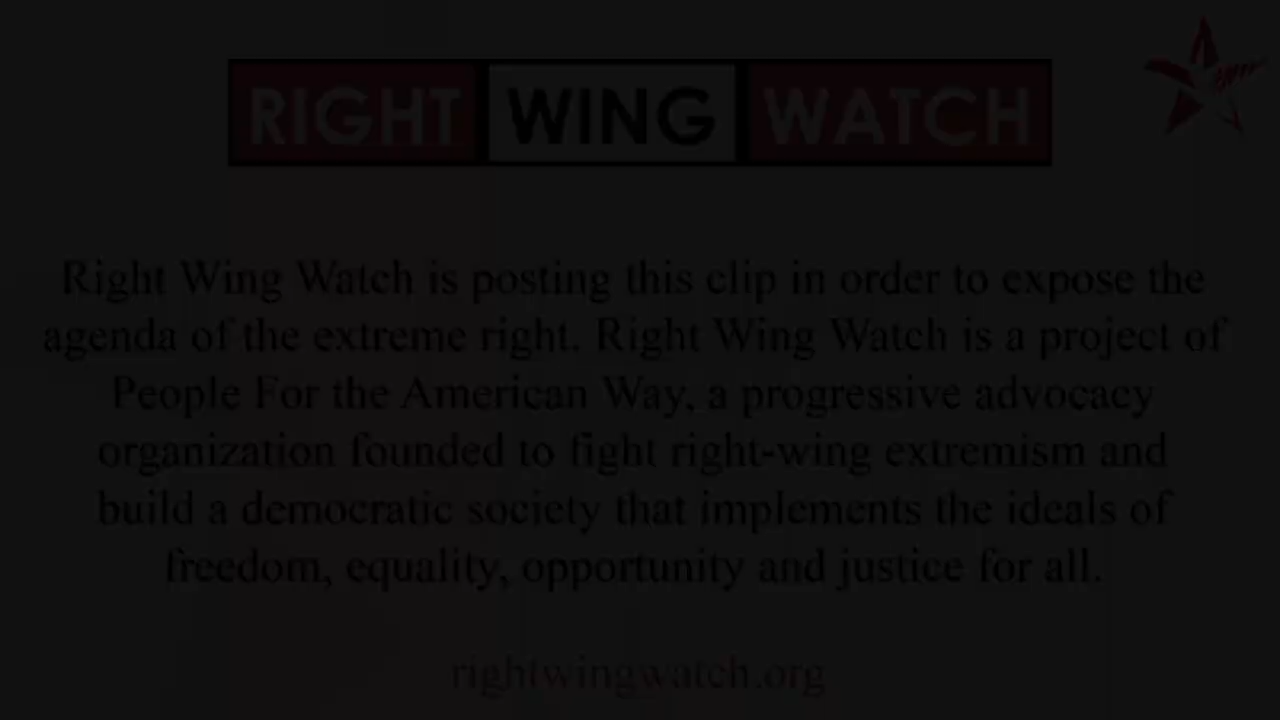 RIGHT WING WATCH
Right Wing Watch is posting this clip in order to expose the
agenda of the extreme right. Right Wing Watch is a project of
People For the American Way, a progressive advocacy
organization founded to fight right-wing extremism and
build a democratic society that implements the ideals of
freedom, equality, opportunity and justice for all.
rightwingwatch.org